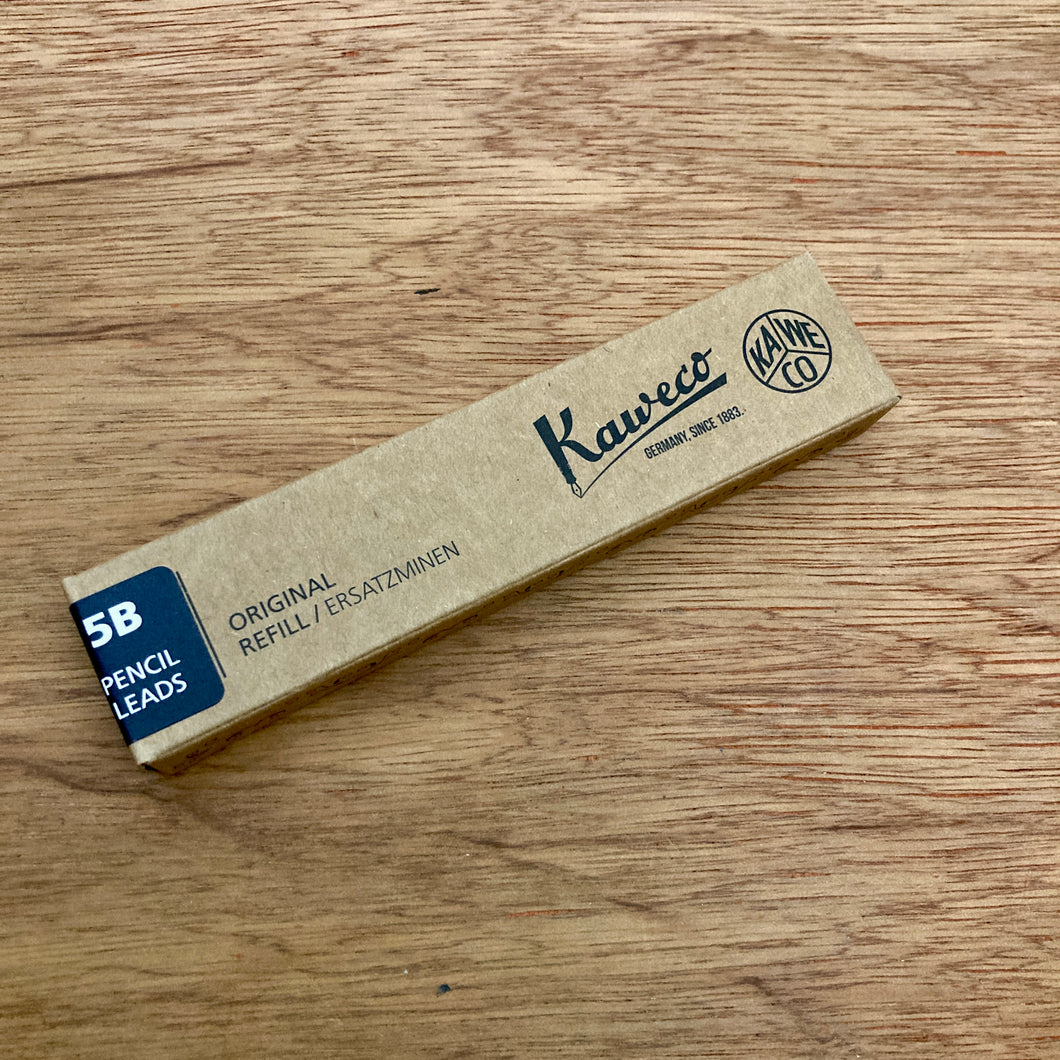 5B
PENCIL
LEADS
ORIGINAL
REFILL / ERSATZMINEN
Kaweco
GERMANY, SINCE 1883.
KA WE
CO